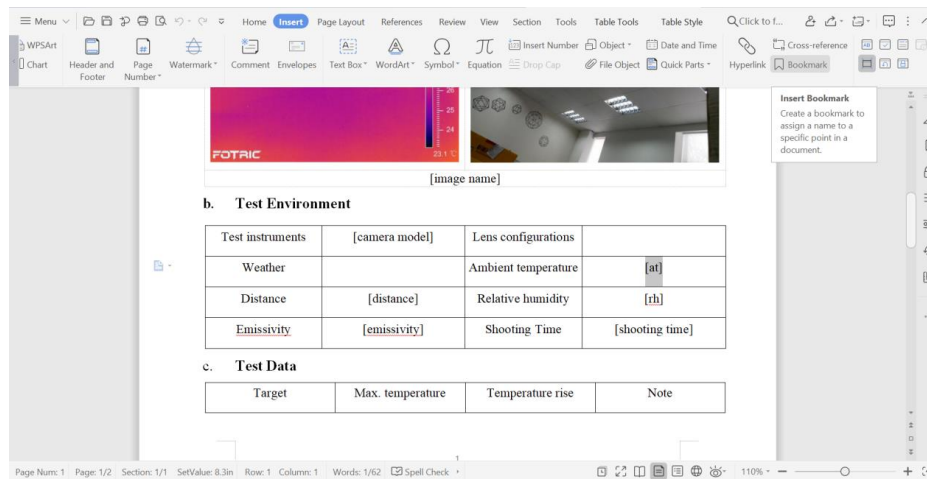 Menu Home Insert Page Layout References Review View Section Tools Table Tools Table Style Click to f...
WPSArt Insert Number Object Date and Time Cross-reference
Chart Header and Footer Page Number Watermark Comment Envelopes Text Box WordArt Symbol Equation Drop Cap File Object Quick Parts Hyperlink Bookmark
Insert Bookmark
Create a bookmark to
assign a name to a
specific point in a
document.
26
25
24
FOTRIC 23.1 °C
[image name]
b. Test Environment
Test instruments [camera model] Lens configurations
Weather Ambient temperature [at]
Distance [distance] Relative humidity [rh]
Emissivity [emissivity] Shooting Time [shooting time]
c. Test Data
Target Max. temperature Temperature rise Note
1
Page Num: 1 Page: 1/2 Section: 1/1 SetValue: 8.3in Row: 1 Column: 1 Words: 1/62 Spell Check 110%